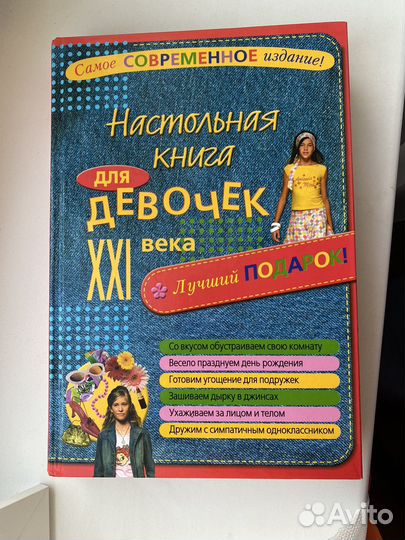 Самое СОВРЕМЕННОЕ издание!
Настольная
книга
для
ДЕВОЧЕК
XXI века
Лучший ПОДАРОК!
Со вкусом обустраиваем свою комнату
Весело празднуем день рождения
Готовим угощение для подружек
Зашиваем дырку в джинсах
Ухаживаем за лицом и телом
Дружим с симпатичным одноклассником
Avito